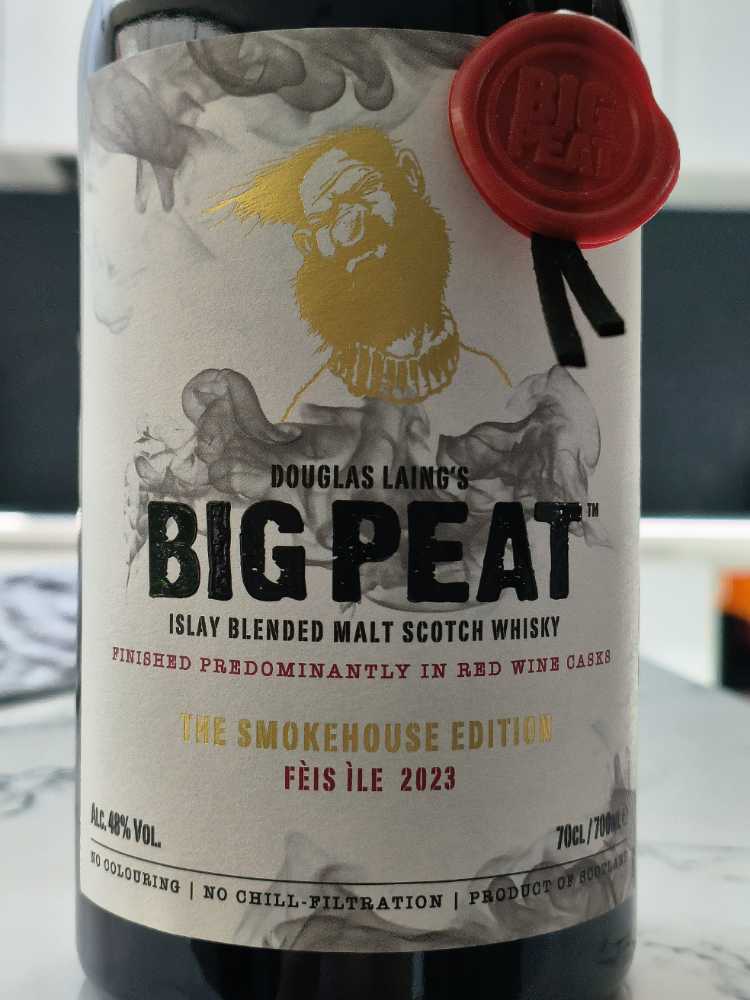 BIG
PEAT
DOUGLAS LAING'S
BIG PEAT™
ISLAY BLENDED MALT SCOTCH WHISKY
FINISHED PREDOMINANTLY IN RED WINE CASKS
THE SMOKEHOUSE EDITION
FÈIS ÌLE 2023
ALC. 48% VOL.
70CL/700ML e
NO COLOURING | NO CHILL-FILTRATION | PRODUCT OF SCOTLAND